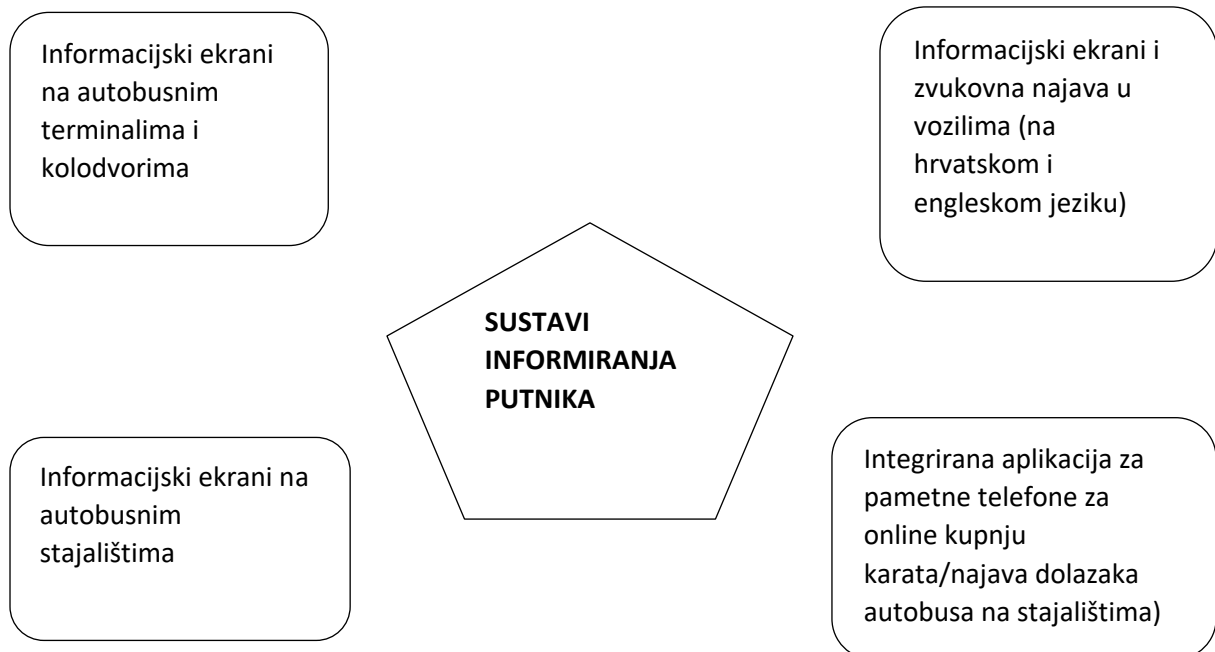 Informacijski ekrani
na autobusnim
terminalima i
kolodvorima
Informacijski ekrani i
zvukovna najava u
vozilima (na
hrvatskom i
engleskom jeziku)
SUSTAVI
INFORMIRANJA
PUTNIKA
Informacijski ekrani na
autobusnim
stajalištima
Integrirana aplikacija za
pametne telefone za
online kupnju
karata/najava dolazaka
autobusa na stajalištima)